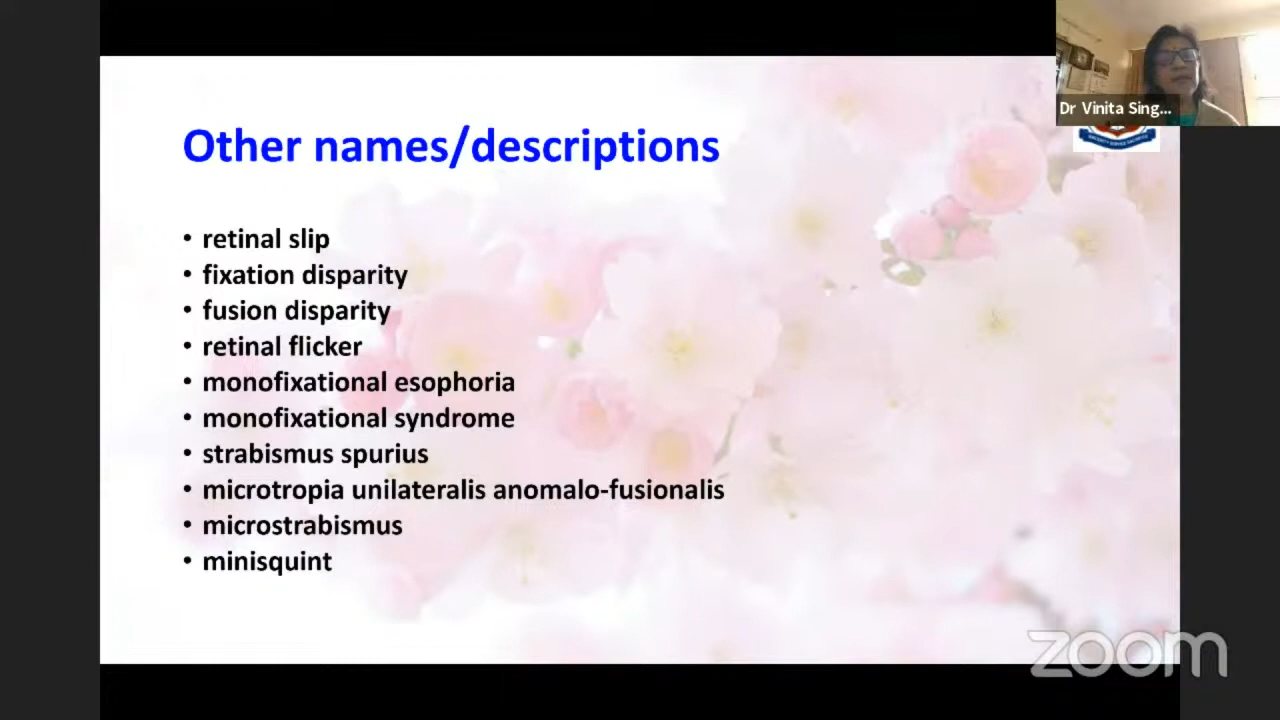 Dr Vinita Sing...
Other names/descriptions
• retinal slip
• fixation disparity
• fusion disparity
• retinal flicker
• monofixational esophoria
• monofixational syndrome
• strabismus spurius
• microtropia unilateralis anomalo-fusionalis
• microstrabismus
• minisquint
zoom